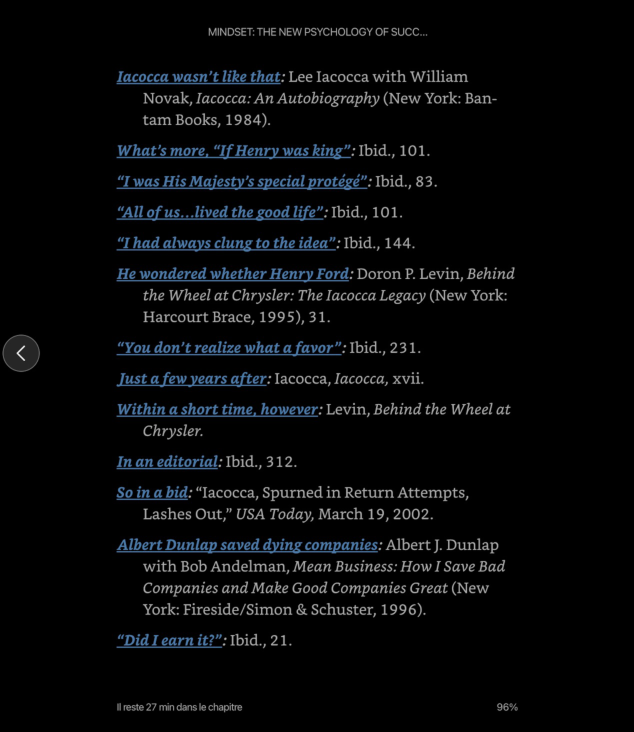 MINDSET: THE NEW PSYCHOLOGY OF SUCC...
Iacocca wasn’t like that: Lee Iacocca with William
Novak, Iacocca: An Autobiography (New York: Ban-
tam Books, 1984).
What’s more, “If Henry was king”: Ibid., 101.
“I was His Majesty’s special protégé”: Ibid., 83.
“All of us...lived the good life”: Ibid., 101.
“I had always clung to the idea”: Ibid., 144.
He wondered whether Henry Ford: Doron P. Levin, Behind
the Wheel at Chrysler: The Iacocca Legacy (New York:
Harcourt Brace, 1995), 31.
“You don’t realize what a favor”: Ibid., 231.
Just a few years after: Iacocca, Iacocca, xvii.
Within a short time, however: Levin, Behind the Wheel at
Chrysler.
In an editorial: Ibid., 312.
So in a bid: “Iacocca, Spurned in Return Attempts,
Lashes Out,” USA Today, March 19, 2002.
Albert Dunlap saved dying companies: Albert J. Dunlap
with Bob Andelman, Mean Business: How I Save Bad
Companies and Make Good Companies Great (New
York: Fireside/Simon & Schuster, 1996).
“Did I earn it?”: Ibid., 21.
Il reste 27 min dans le chapitre
96%